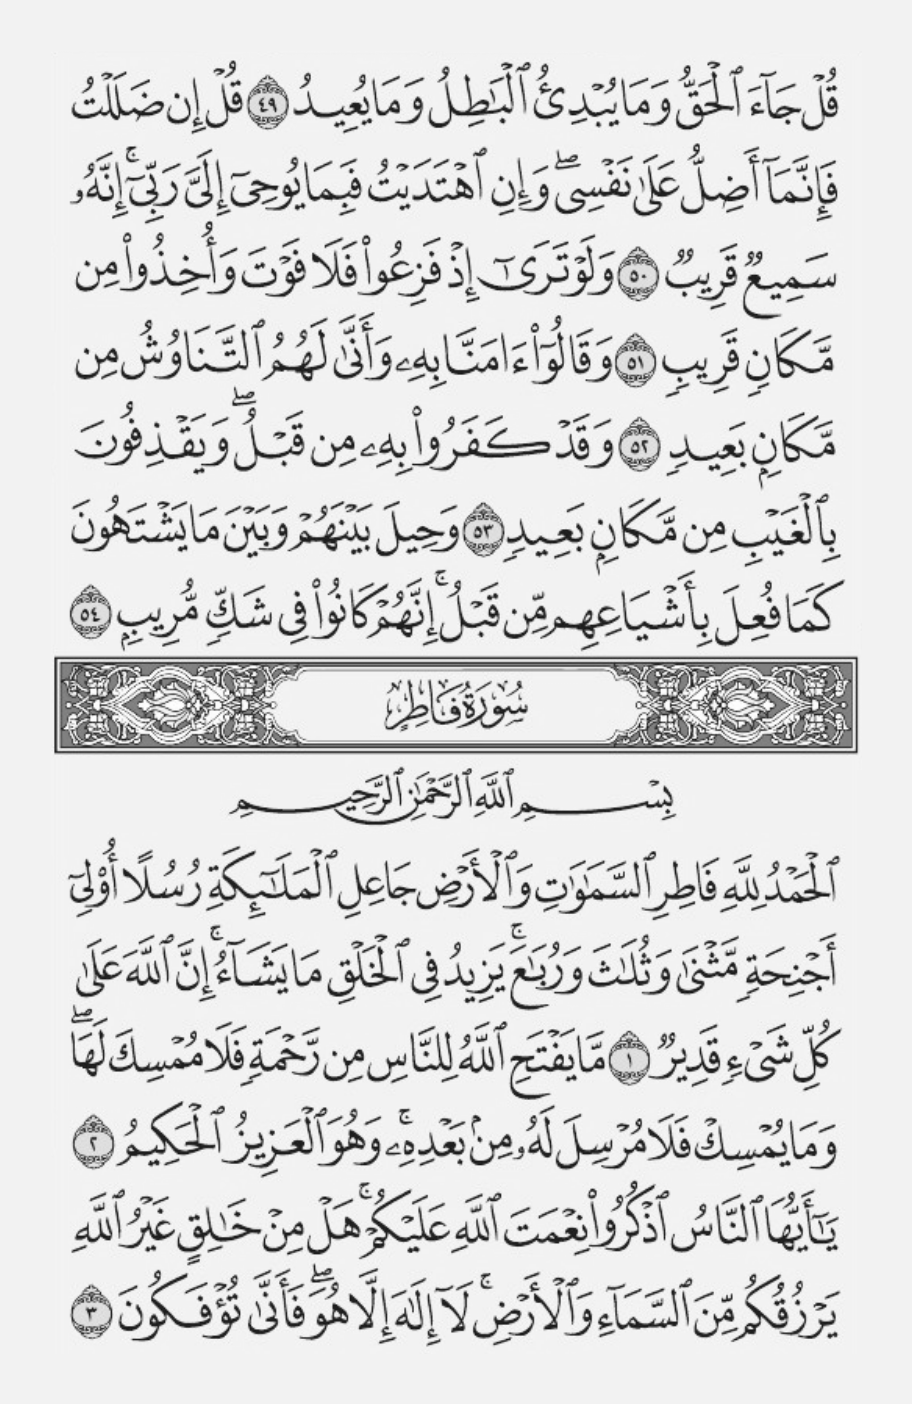 قُلْ جَآءَ ٱلْحَقُّ وَمَا يُبْدِئُ ٱلْبَٰطِلُ وَمَا يُعِيدُ ٤٩ قُلْ إِن ضَلَلْتُ
فَإِنَّمَآ أَضِلُّ عَلَىٰ نَفْسِىۖ وَإِنِ ٱهْتَدَيْتُ فَبِمَا يُوحِىٓ إِلَىَّ رَبِّىٓۚ إِنَّهُۥ
سَمِيعٌ قَرِيبٌ ٥٠ وَلَوْ تَرَىٰٓ إِذْ فَزِعُوا۟ فَلَا فَوْتَ وَأُخِذُوا۟ مِن
مَّكَانٍ قَرِيبٍ ٥١ وَقَالُوٓا۟ ءَامَنَّا بِهِۦ وَأَنَّىٰ لَهُمُ ٱلتَّنَاوُشُ مِن
مَّكَانٍۭ بَعِيدٍ ٥٢ وَقَدْ كَفَرُوا۟ بِهِۦ مِن قَبْلُۖ وَيَقْذِفُونَ
بِٱلْغَيْبِ مِن مَّكَانٍۭ بَعِيدٍ ٥٣ وَحِيلَ بَيْنَهُمْ وَبَيْنَ مَا يَشْتَهُونَ
كَمَا فُعِلَ بِأَشْيَاعِهِم مِّن قَبْلُۚ إِنَّهُمْ كَانُوا۟ فِى شَكٍّ مُّرِيبٍۭ ٥٤
سُورَةُ فَاطِرٍ
بِسْمِ ٱللَّهِ ٱلرَّحْمَٰنِ ٱلرَّحِيمِ
ٱلْحَمْدُ لِلَّهِ فَاطِرِ ٱلسَّمَٰوَٰتِ وَٱلْأَرْضِ جَاعِلِ ٱلْمَلَٰٓئِكَةِ رُسُلًا أُو۟لِىٓ
أَجْنِحَةٍ مَّثْنَىٰ وَثُلَٰثَ وَرُبَٰعَۚ يَزِيدُ فِى ٱلْخَلْقِ مَا يَشَآءُۚ إِنَّ ٱللَّهَ عَلَىٰ
كُلِّ شَىْءٍ قَدِيرٌ ١ مَّا يَفْتَحِ ٱللَّهُ لِلنَّاسِ مِن رَّحْمَةٍ فَلَا مُمْسِكَ لَهَاۖ
وَمَا يُمْسِكْ فَلَا مُرْسِلَ لَهُۥ مِنۢ بَعْدِهِۦۚ وَهُوَ ٱلْعَزِيزُ ٱلْحَكِيمُ ٢
يَٰٓأَيُّهَا ٱلنَّاسُ ٱذْكُرُوا۟ نِعْمَتَ ٱللَّهِ عَلَيْكُمْۚ هَلْ مِنْ خَٰلِقٍ غَيْرُ ٱللَّهِ
يَرْزُقُكُم مِّنَ ٱلسَّمَآءِ وَٱلْأَرْضِۚ لَآ إِلَٰهَ إِلَّا هُوَۖ فَأَنَّىٰ تُؤْفَكُونَ ٣